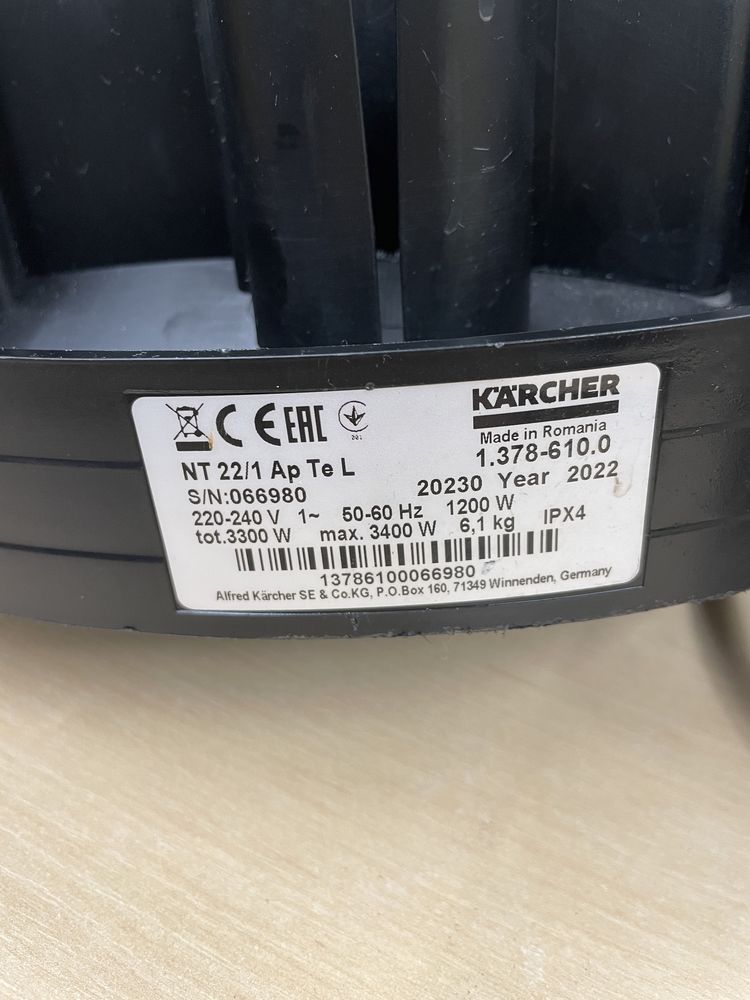 CE EAC
KÄRCHER
Made in Romania
NT 22/1 Ap Te L
1.378-610.0
S/N:066980
20230 Year 2022
220-240 V 1~ 50-60 Hz 1200 W
tot.3300 W max. 3400 W 6,1 kg IPX4
13786100066980
Alfred Kärcher SE & Co.KG, P.O.Box 160, 71349 Winnenden, Germany